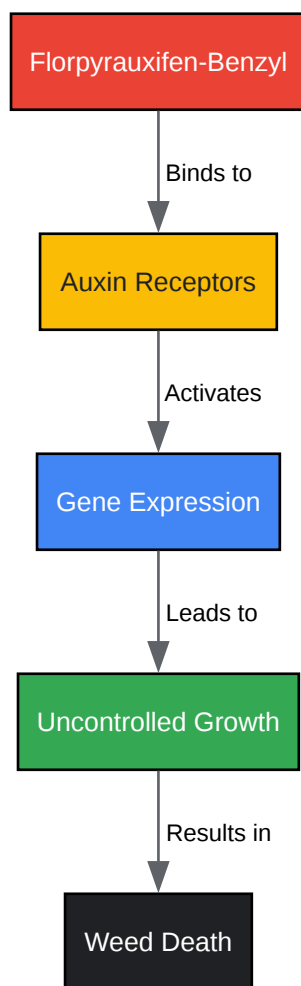 Florpyrauxifen-Benzyl
Binds to
Auxin Receptors
Activates
Gene Expression
Leads to
Uncontrolled Growth
Results in
Weed Death